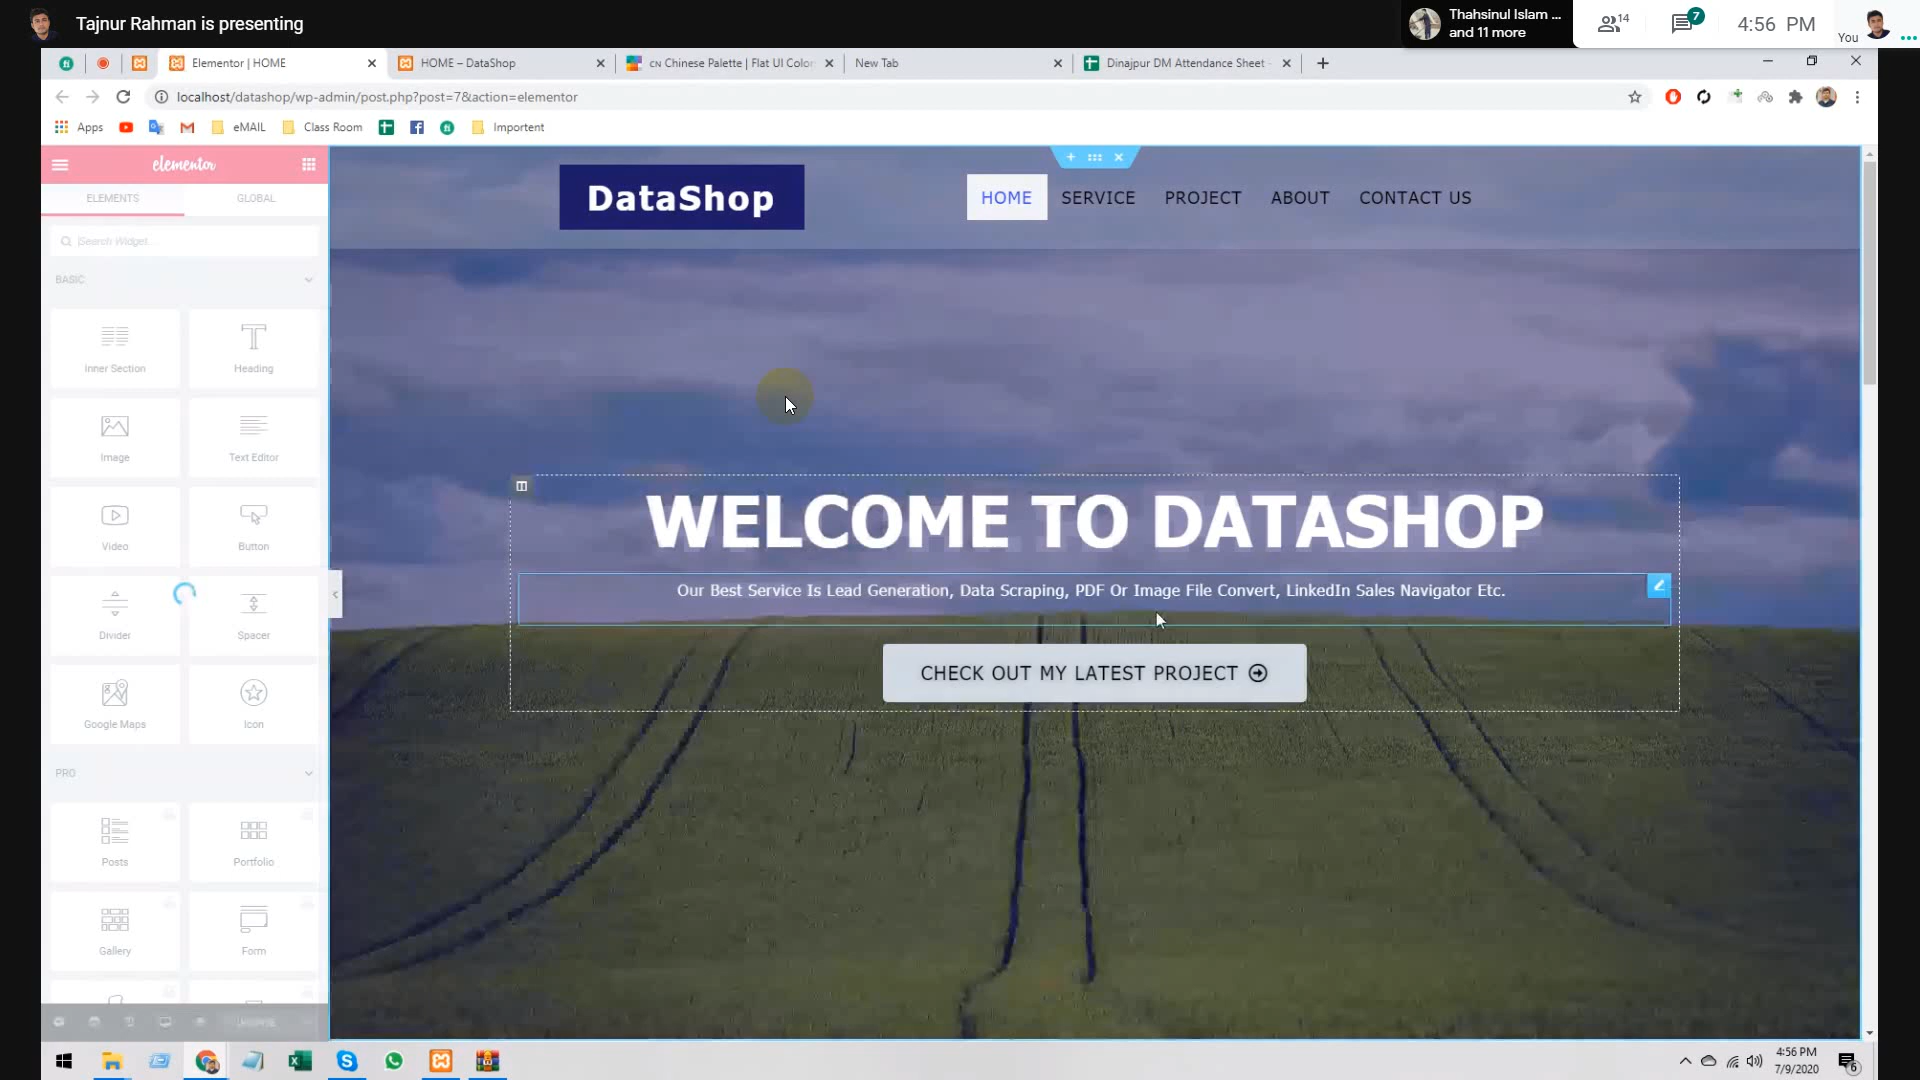 Tajnur Rahman is presenting
Thahsinul Islam ...
and 11 more
14
7
4:56 PM
You
Elementor | HOME
HOME – DataShop
CN Chinese Palette | Flat UI Color
New Tab
Dinajpur DM Attendance Sheet -
localhost/datashop/wp-admin/post.php?post=7&action=elementor
Apps
eMAIL
Class Room
Importent
elementor
ELEMENTS
GLOBAL
Search Widget...
BASIC
Inner Section
Heading
Image
Text Editor
Video
Button
Divider
Spacer
Google Maps
Icon
PRO
Posts
Portfolio
Gallery
Form
DataShop
HOME
SERVICE
PROJECT
ABOUT
CONTACT US
WELCOME TO DATASHOP
Our Best Service Is Lead Generation, Data Scraping, PDF Or Image File Convert, LinkedIn Sales Navigator Etc.
CHECK OUT MY LATEST PROJECT
4:56 PM
7/9/2020
6